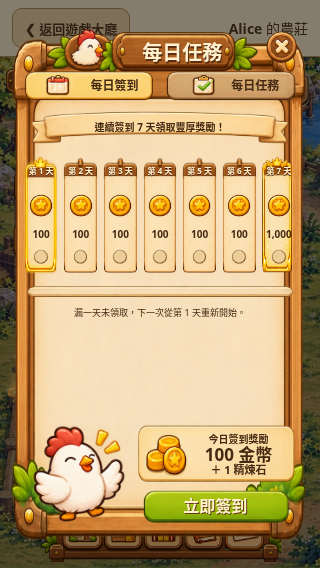 ❮ 返回遊戲大廳
Alice 的農莊
每日任務
每日簽到
每日任務
連續簽到 7 天領取豐厚獎勵！
第 1 天 第 2 天 第 3 天 第 4 天 第 5 天 第 6 天 第 7 天
100 100 100 100 100 100 1,000
漏一天未領取，下一次從第 1 天重新開始。
今日簽到獎勵
100 金幣
＋ 1 精煉石
立即簽到